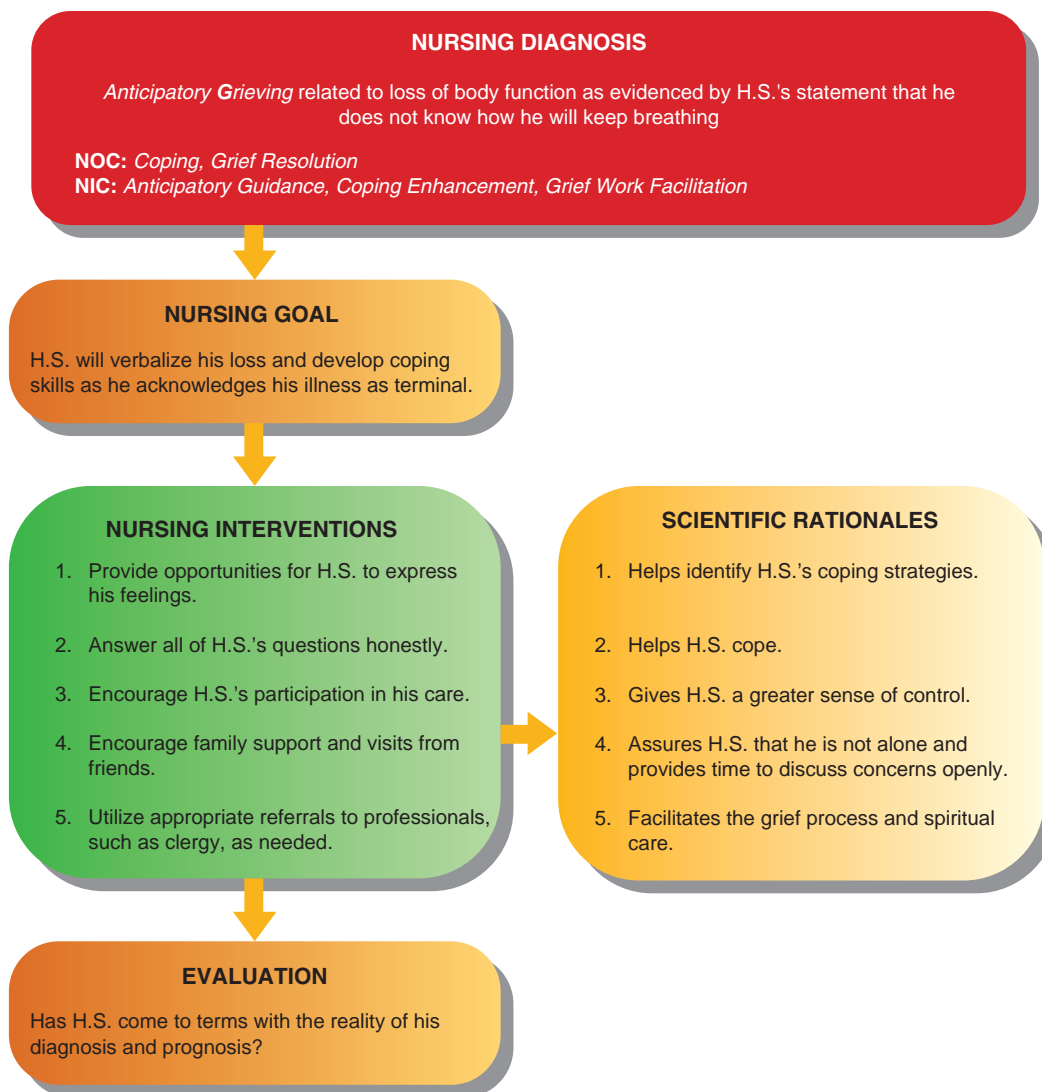 NURSING DIAGNOSIS
Anticipatory Grieving related to loss of body function as evidenced by H.S.'s statement that he
does not know how he will keep breathing
NOC: Coping, Grief Resolution
NIC: Anticipatory Guidance, Coping Enhancement, Grief Work Facilitation
NURSING GOAL
H.S. will verbalize his loss and develop coping
skills as he acknowledges his illness as terminal.
NURSING INTERVENTIONS
1. Provide opportunities for H.S. to express
his feelings.
2. Answer all of H.S.’s questions honestly.
3. Encourage H.S.’s participation in his care.
4. Encourage family support and visits from
friends.
5. Utilize appropriate referrals to professionals,
such as clergy, as needed.
SCIENTIFIC RATIONALES
1. Helps identify H.S.’s coping strategies.
2. Helps H.S. cope.
3. Gives H.S. a greater sense of control.
4. Assures H.S. that he is not alone and
provides time to discuss concerns openly.
5. Facilitates the grief process and spiritual
care.
EVALUATION
Has H.S. come to terms with the reality of his
diagnosis and prognosis?